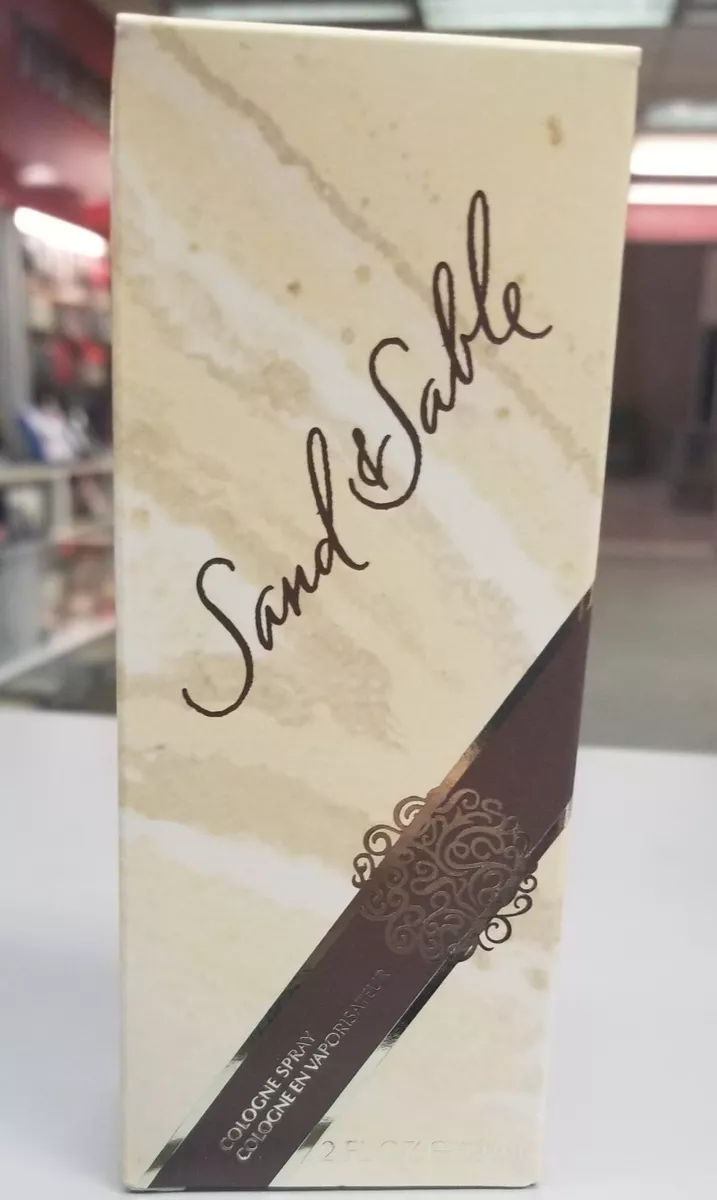 Sand & Sable
COLOGNE SPRAY
COLOGNE EN VAPORISATEUR
2 FL OZ